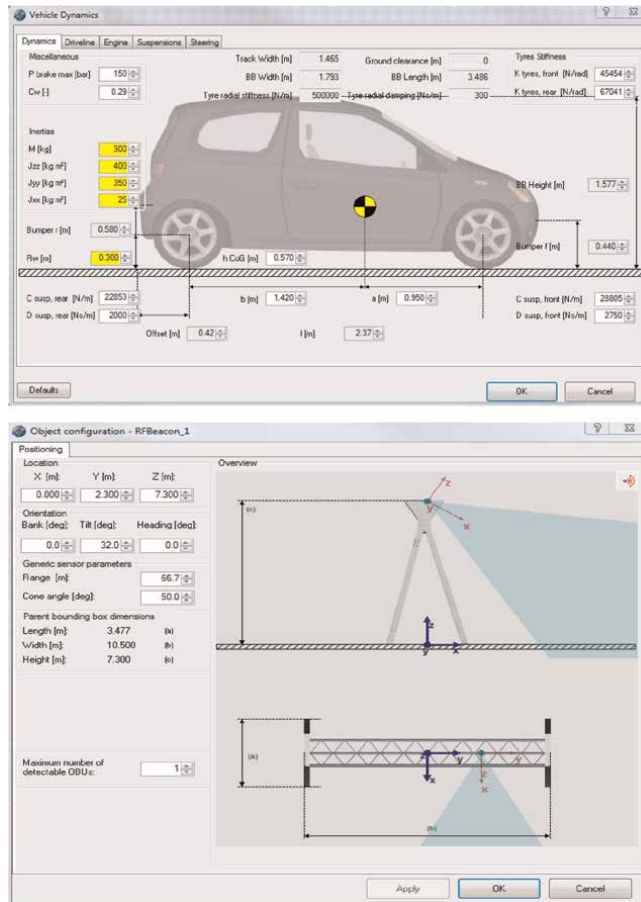 Vehicle Dynamics
Dynamics Driveline Engine Suspensions Steering
Miscellaneous
P brake max [bar] 150
Cw [-] 0.29
Track Width [m] 1.465
BB Width [m] 1.793
Tyre radial stiffness [N/m] 500000
Ground clearance [m] 0
BB Length [m] 3.486
Tyre radial damping [Ns/m] 300
Tyres Stiffness
K tyres, front [N/rad] 45454
K tyres, rear [N/rad] 67041
Inertias
M [kg] 300
Jzz [kg m²] 400
Jyy [kg m²] 350
Jxx [kg m²] 25
BB Height [m] 1.577
Bumper r [m] 0.580
Bumper f [m] 0.440
Rw [m] 0.300
h CoG [m] 0.570
C susp, rear [N/m] 22853
D susp, rear [Ns/m] 2000
b [m] 1.420
a [m] 0.950
C susp, front [N/m] 28805
D susp, front [Ns/m] 2750
Offset [m] 0.42
l [m] 2.37
Defaults
OK
Cancel
Object configuration - RFBeacon_1
Positioning
Location
X [m]: Y [m]: Z [m]:
0.000 2.300 7.300
Orientation
Bank [deg]: Tilt [deg]: Heading [deg]:
0.0 32.0 0.0
Generic sensor parameters
Range [m]: 66.7
Cone angle [deg]: 50.0
Parent bounding box dimensions
Length [m]: 3.477 (a)
Width [m]: 10.500 (b)
Height [m]: 7.300 (c)
Maximum number of
detectable OBUs: 1
Overview
z
y
x
(c)
z
y
x
(a)
z
y
x
z
y
x
(b)
Apply
OK
Cancel